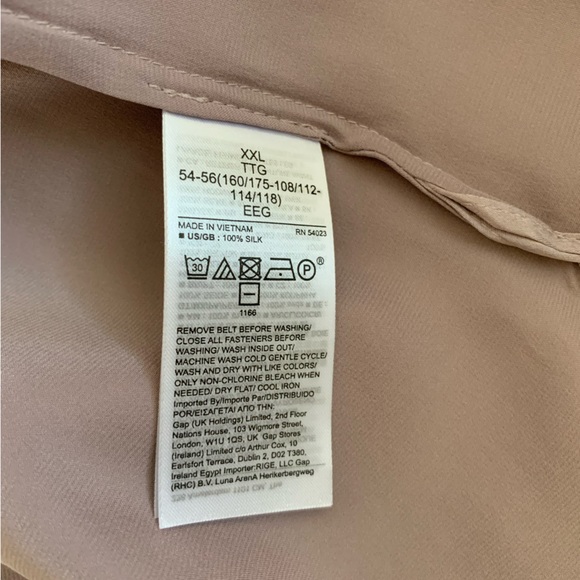 XXL
TTG
54-56(160/175-108/112-
114/118)
EEG
MADE IN VIETNAM RN 54023
■ US/GB : 100% SILK
30 P®
1166
REMOVE BELT BEFORE WASHING/
CLOSE ALL FASTENERS BEFORE
WASHING/ WASH INSIDE OUT/
MACHINE WASH COLD GENTLE CYCLE/
WASH AND DRY WITH LIKE COLORS/
ONLY NON-CHLORINE BLEACH WHEN
NEEDED/ DRY FLAT/ COOL IRON
Imported By/Importe Par/DISTRIBUIDO
POR/ΕΙΣΑΓΕΤΑΙ ΑΠΟ ΤΗΝ:
Gap (UK Holdings) Limited, 2nd Floor
Nations House, 103 Wigmore Street,
London, W1U 1QS, UK Gap Stores
(Ireland) Limited c/o Arthur Cox, 10
Earlsfort Terrace, Dublin 2, D02 T380,
Ireland Egypt Importer:RIGE, LLC Gap
(RHC) B.V, Luna ArenA Herikerbergweg
238 Amsterdam 1101 CM, The